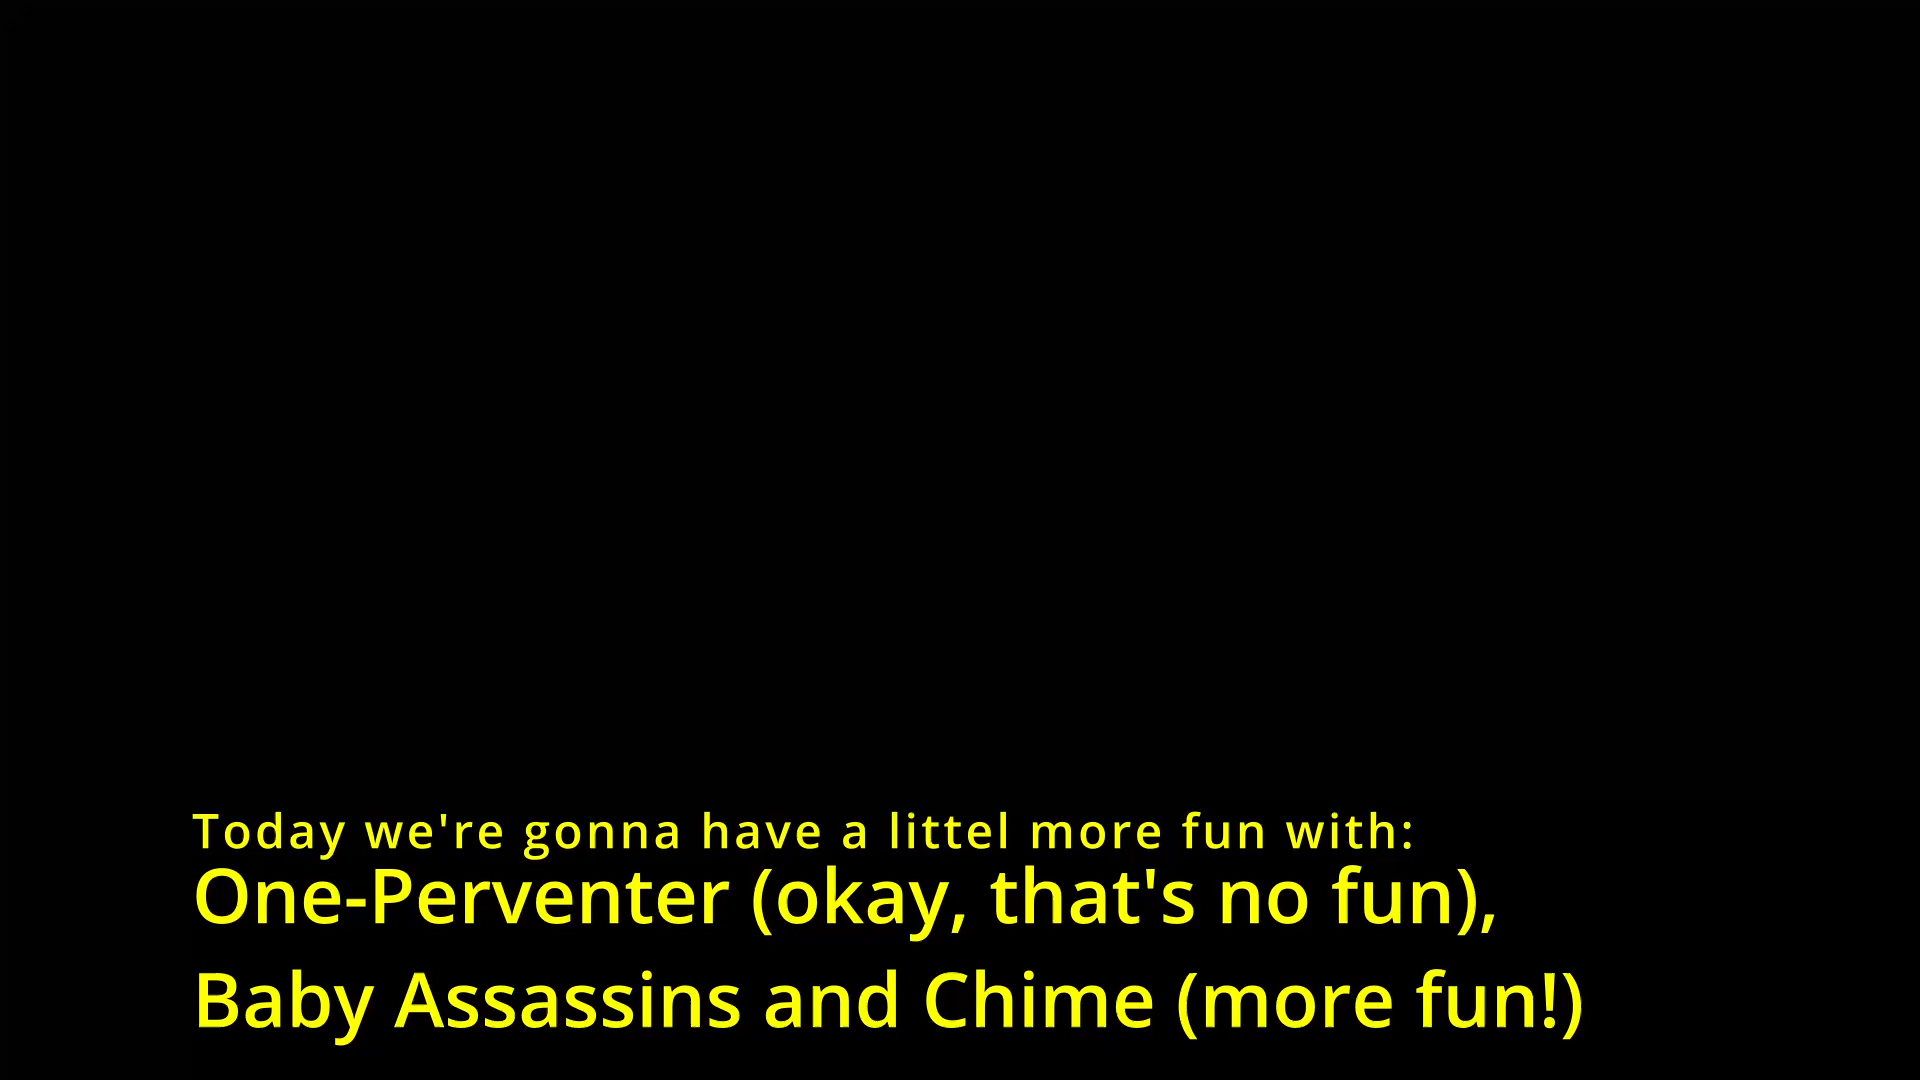 Today we're gonna have a littel more fun with:
One-Perventer (okay, that's no fun),
Baby Assassins and Chime (more fun!)